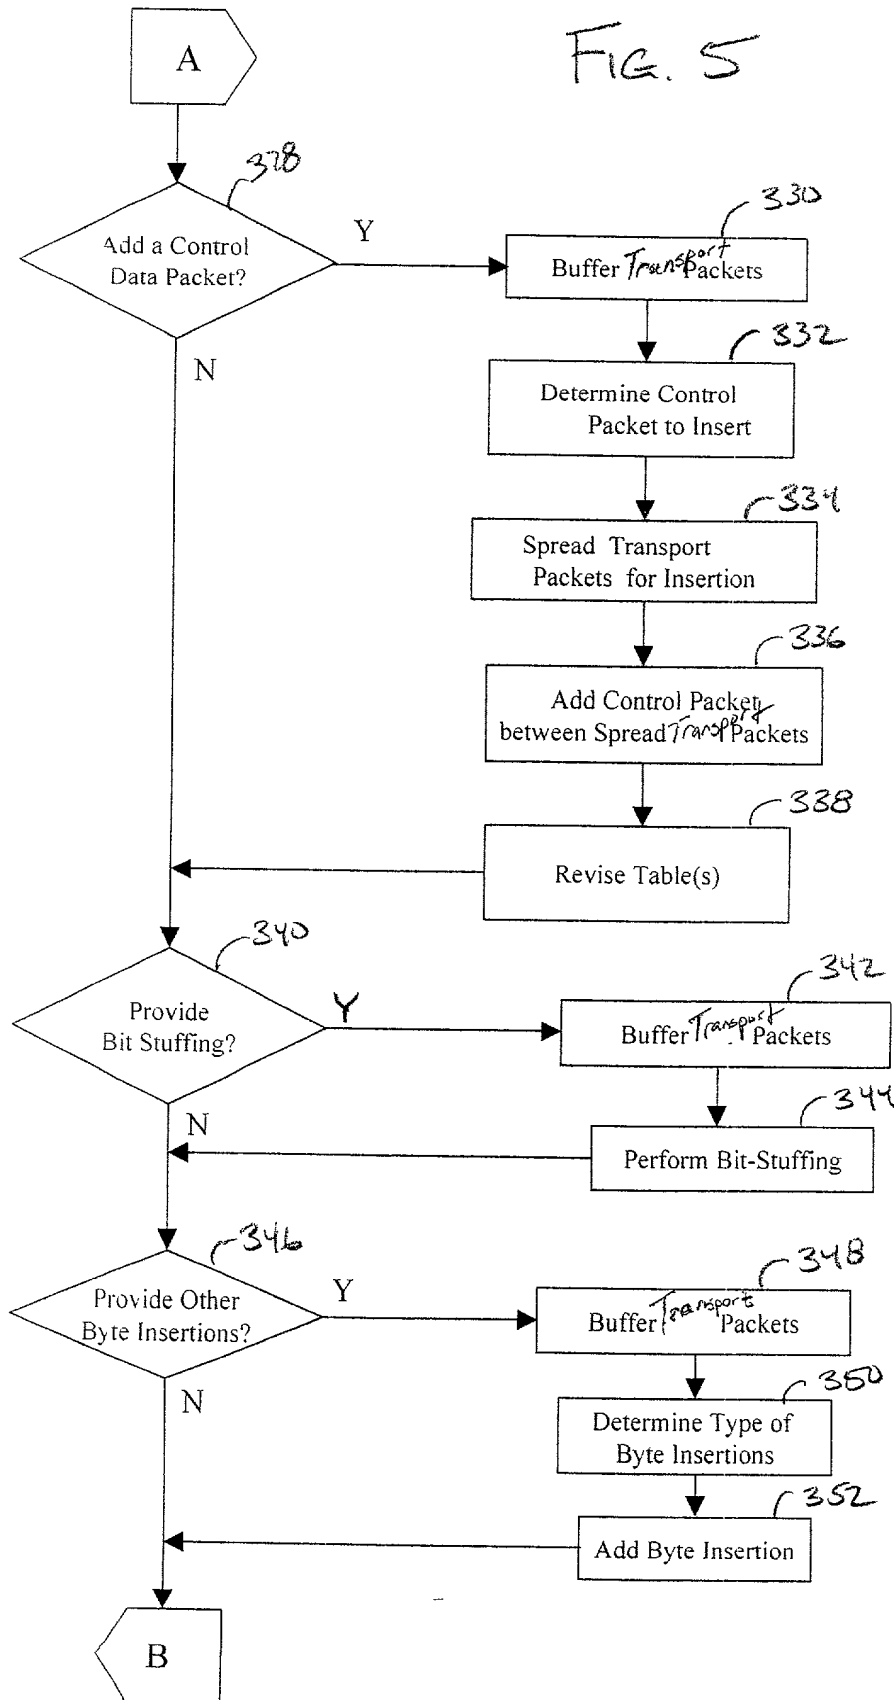 FIG. 5
A
328
Add a Control
Data Packet?
Y
N
330
Buffer Transport Packets
332
Determine Control
Packet to Insert
334
Spread Transport
Packets for Insertion
336
Add Control Packet
between Spread Transport Packets
338
Revise Table(s)
340
Provide
Bit Stuffing?
Y
N
342
Buffer Transport Packets
344
Perform Bit-Stuffing
346
Provide Other
Byte Insertions?
Y
N
348
Buffer Transport Packets
350
Determine Type of
Byte Insertions
352
Add Byte Insertion
B